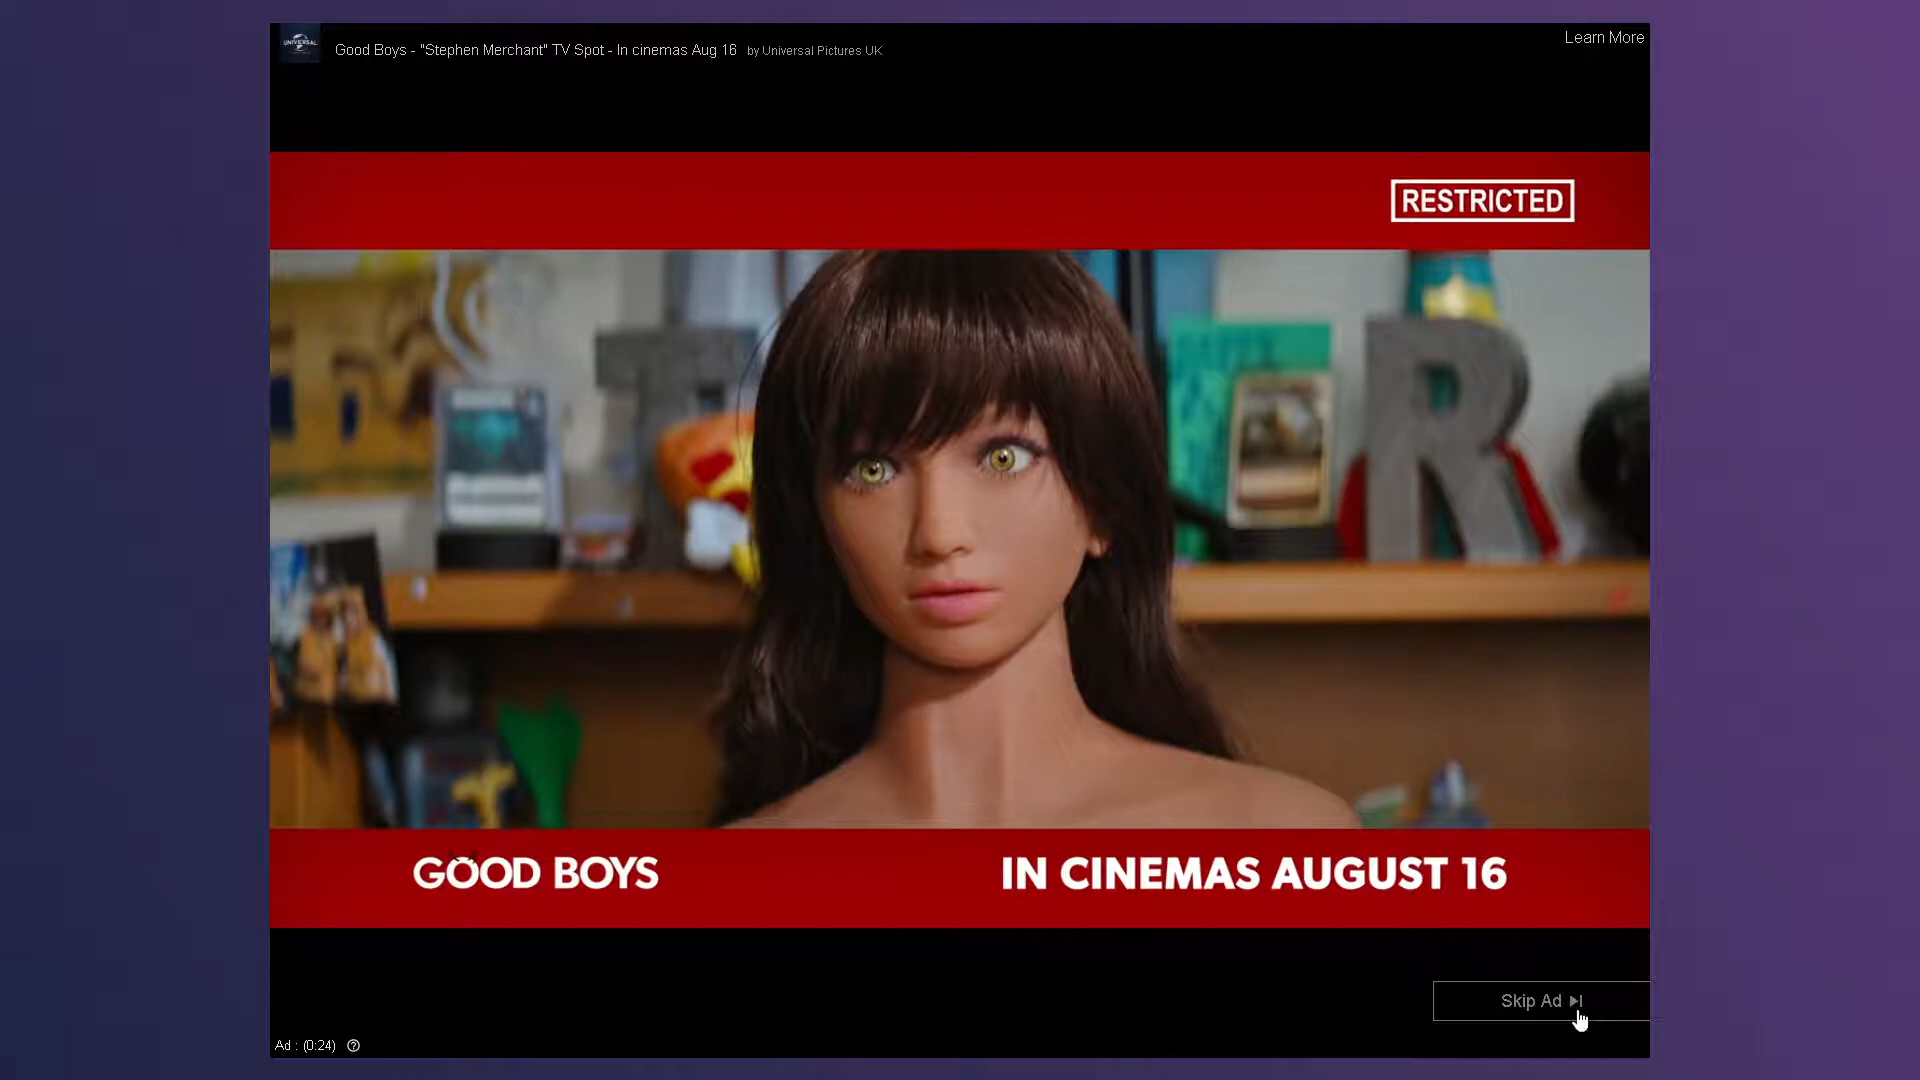 UNIVERSAL
Good Boys - "Stephen Merchant" TV Spot - In cinemas Aug 16 by Universal Pictures UK
Learn More
RESTRICTED
T
R
GOOD BOYS
IN CINEMAS AUGUST 16
Skip Ad
Ad : (0:24)